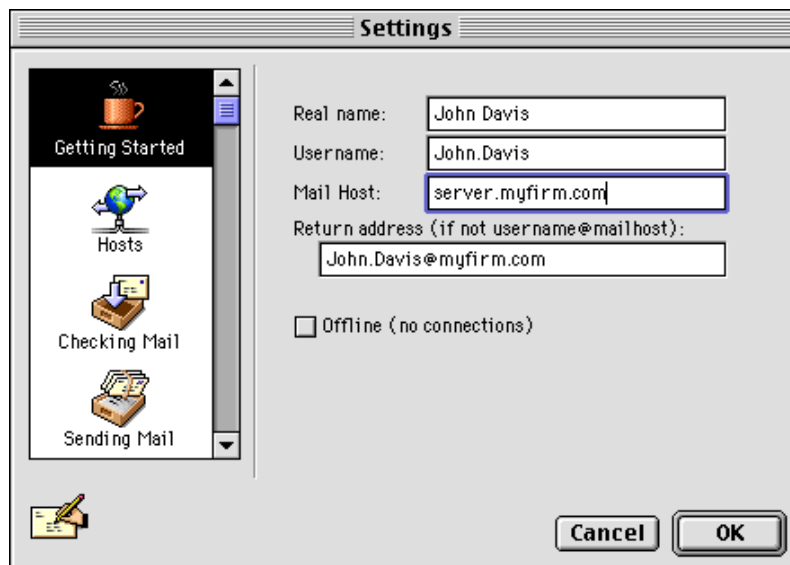 Settings
Getting Started
Hosts
Checking Mail
Sending Mail
Real name: John Davis
Username: John.Davis
Mail Host: server.myfirm.com
Return address (if not username@mailhost):
John.Davis@myfirm.com
Offline (no connections)
Cancel OK